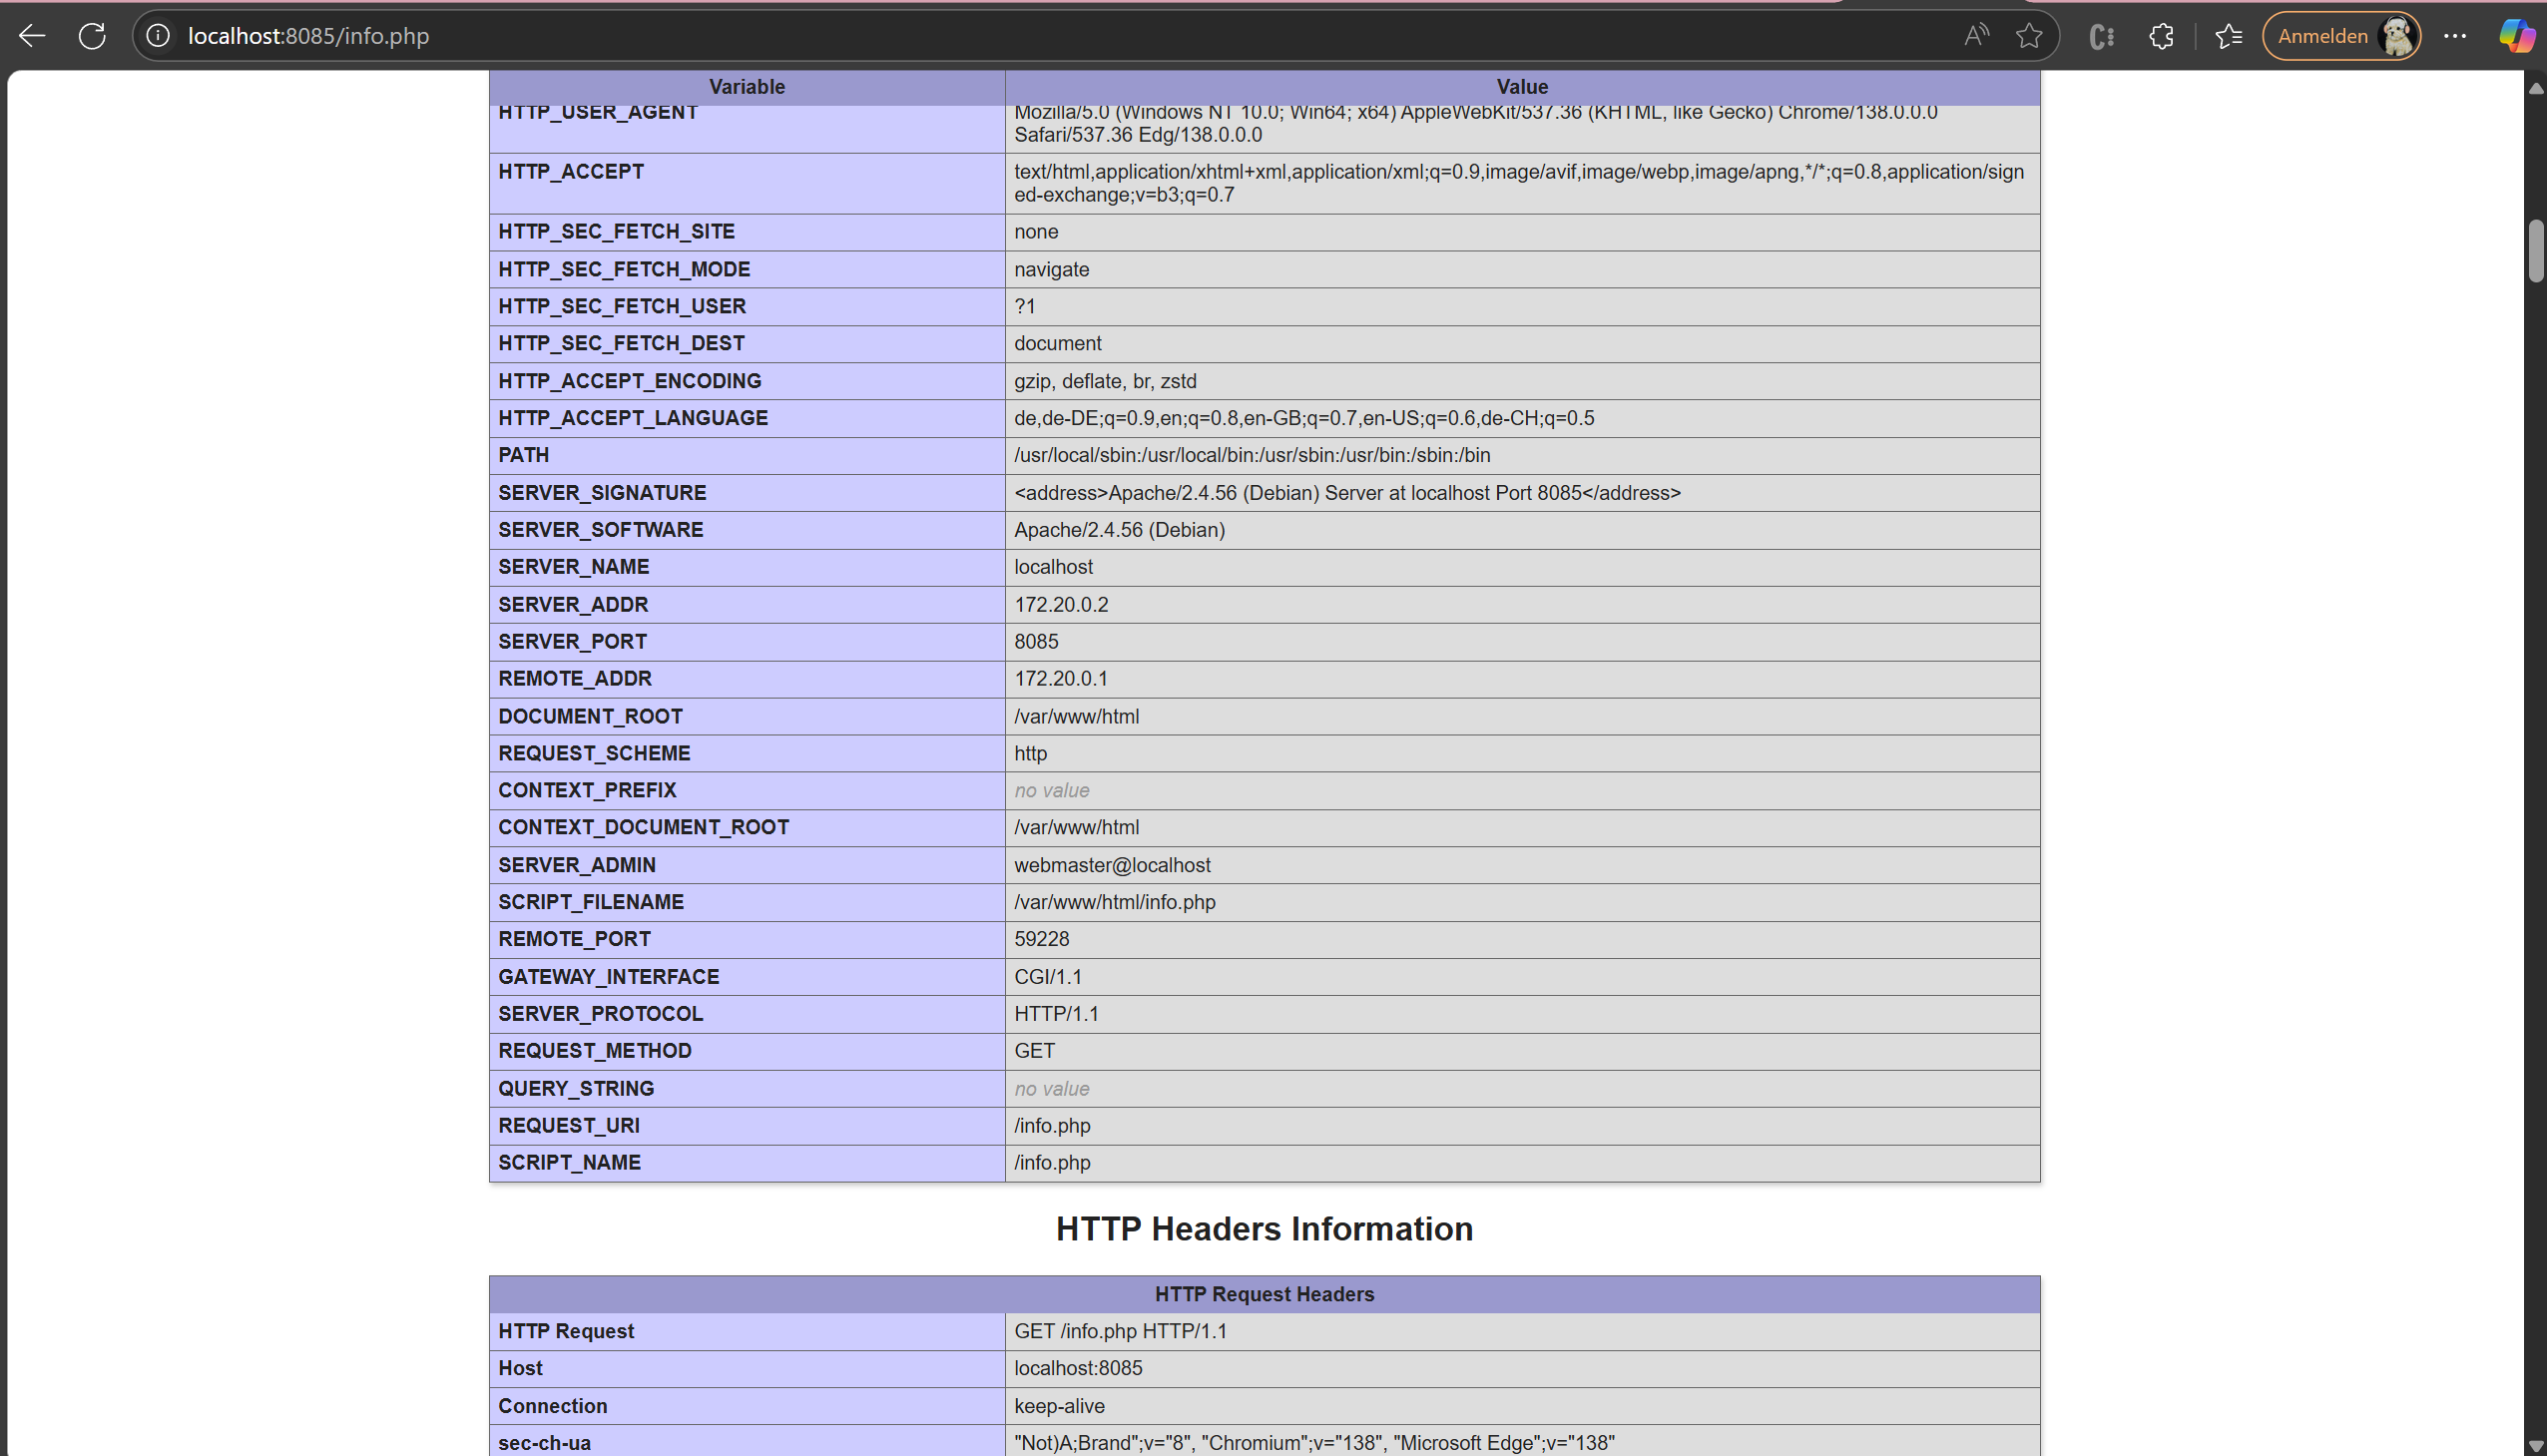 localhost:8085/info.php
Anmelden
Variable Value
HTTP_USER_AGENT Mozilla/5.0 (Windows NT 10.0; Win64; x64) AppleWebKit/537.36 (KHTML, like Gecko) Chrome/138.0.0.0
Safari/537.36 Edg/138.0.0.0
HTTP_ACCEPT text/html,application/xhtml+xml,application/xml;q=0.9,image/avif,image/webp,image/apng,*/*;q=0.8,application/sign
ed-exchange;v=b3;q=0.7
HTTP_SEC_FETCH_SITE none
HTTP_SEC_FETCH_MODE navigate
HTTP_SEC_FETCH_USER ?1
HTTP_SEC_FETCH_DEST document
HTTP_ACCEPT_ENCODING gzip, deflate, br, zstd
HTTP_ACCEPT_LANGUAGE de,de-DE;q=0.9,en;q=0.8,en-GB;q=0.7,en-US;q=0.6,de-CH;q=0.5
PATH /usr/local/sbin:/usr/local/bin:/usr/sbin:/usr/bin:/sbin:/bin
SERVER_SIGNATURE <address>Apache/2.4.56 (Debian) Server at localhost Port 8085</address>
SERVER_SOFTWARE Apache/2.4.56 (Debian)
SERVER_NAME localhost
SERVER_ADDR 172.20.0.2
SERVER_PORT 8085
REMOTE_ADDR 172.20.0.1
DOCUMENT_ROOT /var/www/html
REQUEST_SCHEME http
CONTEXT_PREFIX no value
CONTEXT_DOCUMENT_ROOT /var/www/html
SERVER_ADMIN webmaster@localhost
SCRIPT_FILENAME /var/www/html/info.php
REMOTE_PORT 59228
GATEWAY_INTERFACE CGI/1.1
SERVER_PROTOCOL HTTP/1.1
REQUEST_METHOD GET
QUERY_STRING no value
REQUEST_URI /info.php
SCRIPT_NAME /info.php
HTTP Headers Information
HTTP Request Headers
HTTP Request GET /info.php HTTP/1.1
Host localhost:8085
Connection keep-alive
sec-ch-ua "Not)A;Brand";v="8", "Chromium";v="138", "Microsoft Edge";v="138"